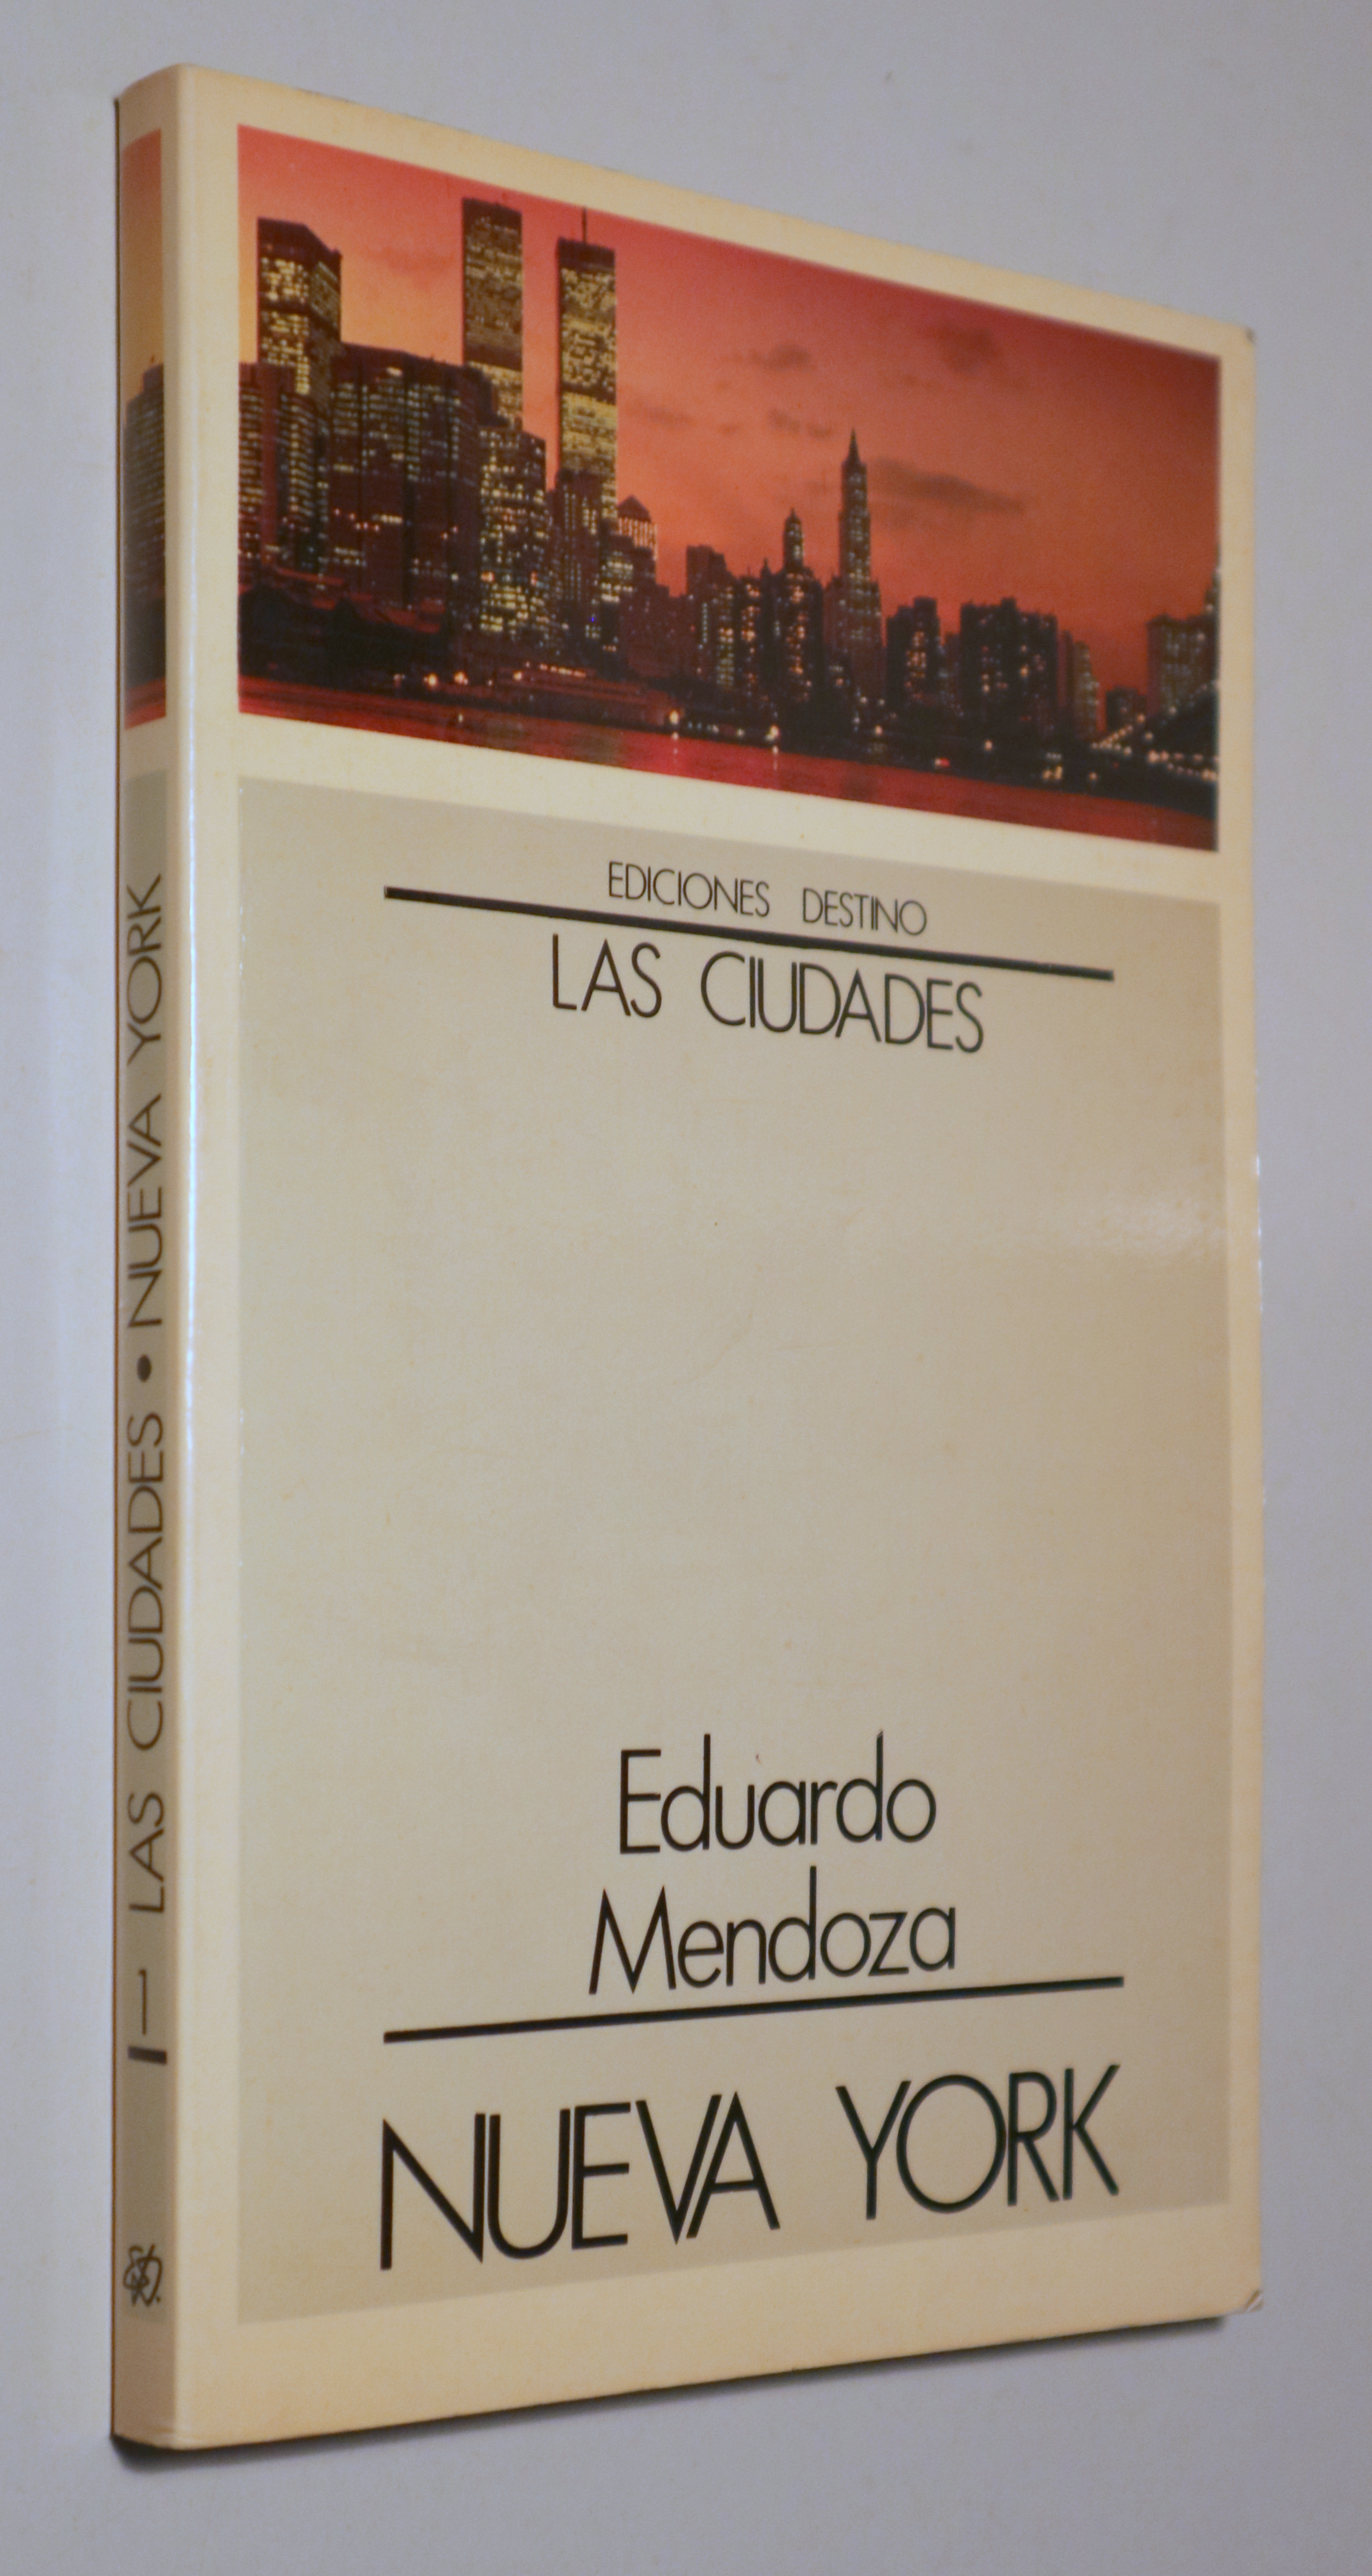 EDICIONES DESTINO
LAS CIUDADES
Eduardo
Mendoza
NUEVA YORK
1 LAS CIUDADES • NUEVA YORK